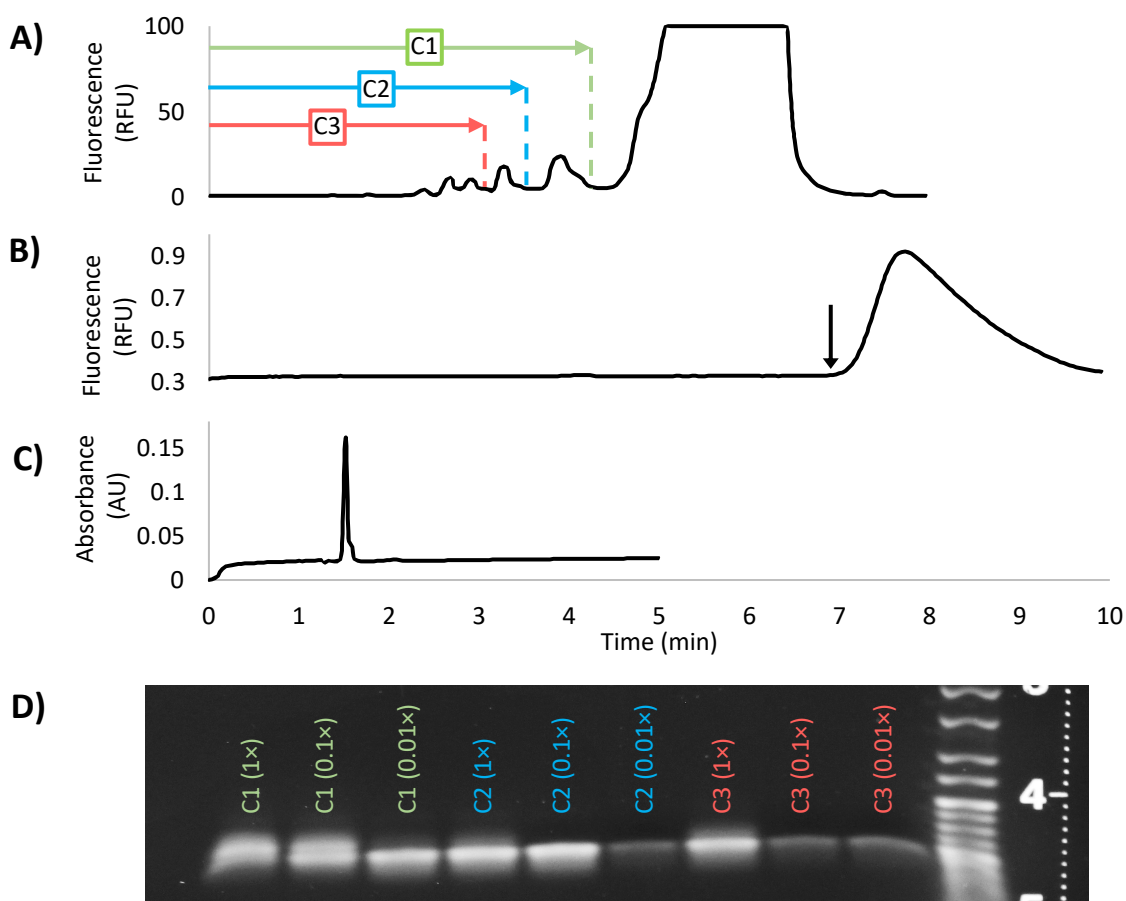 A)
Fluorescence
(RFU)
100
50
0
C1
C2
C3
B)
Fluorescence
(RFU)
0.9
0.7
0.5
0.3
C)
Absorbance
(AU)
0.15
0.1
0.05
0
0 1 2 3 4 5 6 7 8 9 10
Time (min)
D)
C1 (1×)
C1 (0.1×)
C1 (0.01×)
C2 (1×)
C2 (0.1×)
C2 (0.01×)
C3 (1×)
C3 (0.1×)
C3 (0.01×)
4